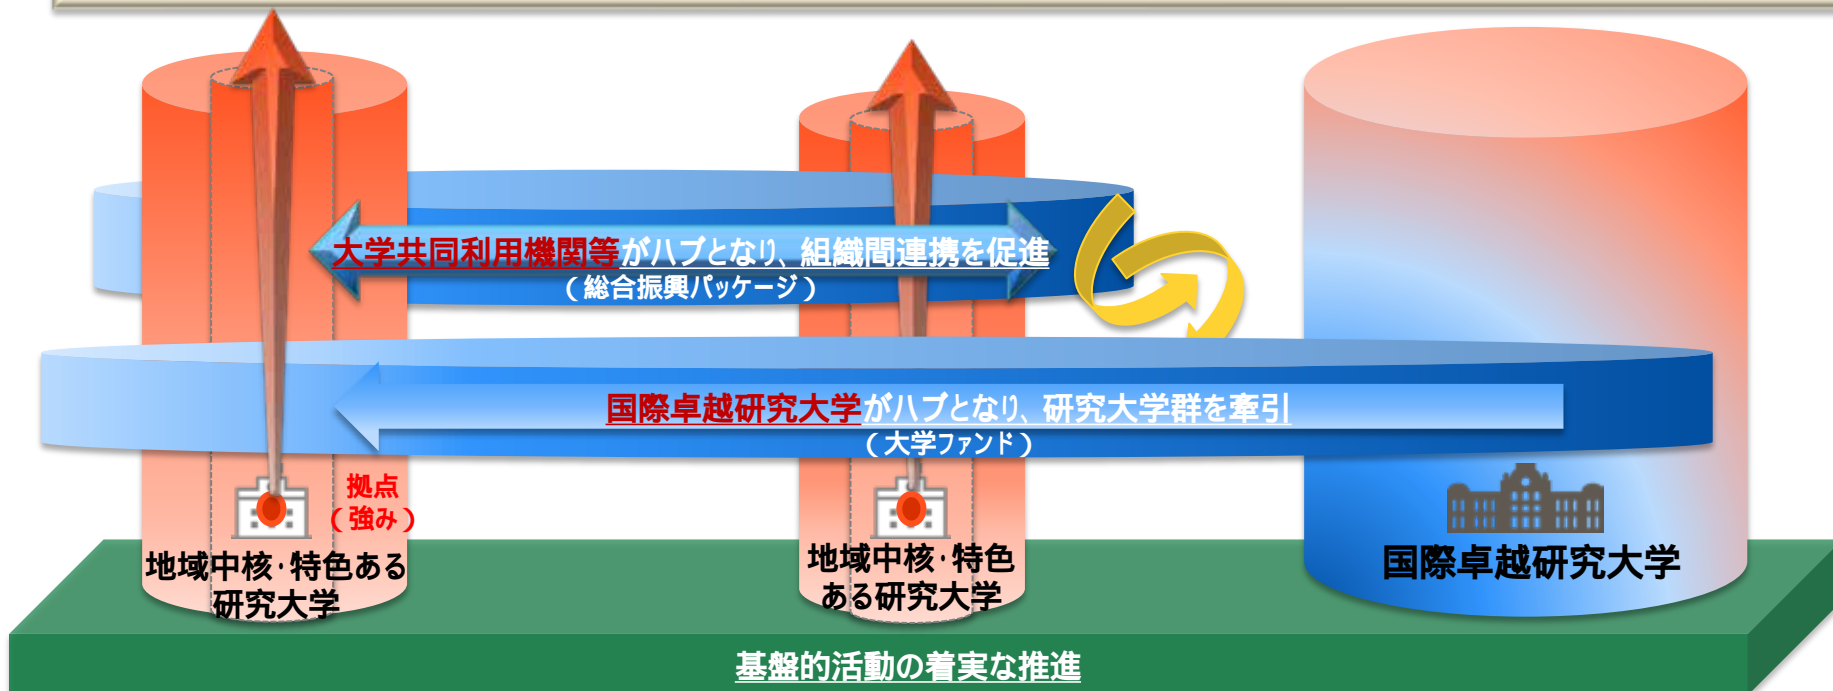 大学共同利用機関等がハブとなり、組織間連携を促進
（総合振興パッケージ）
国際卓越研究大学がハブとなり、研究大学群を牽引
（大学ファンド）
拠点
（強み）
地域中核・特色ある
研究大学
地域中核・特色
ある研究大学
国際卓越研究大学
基盤的活動の着実な推進